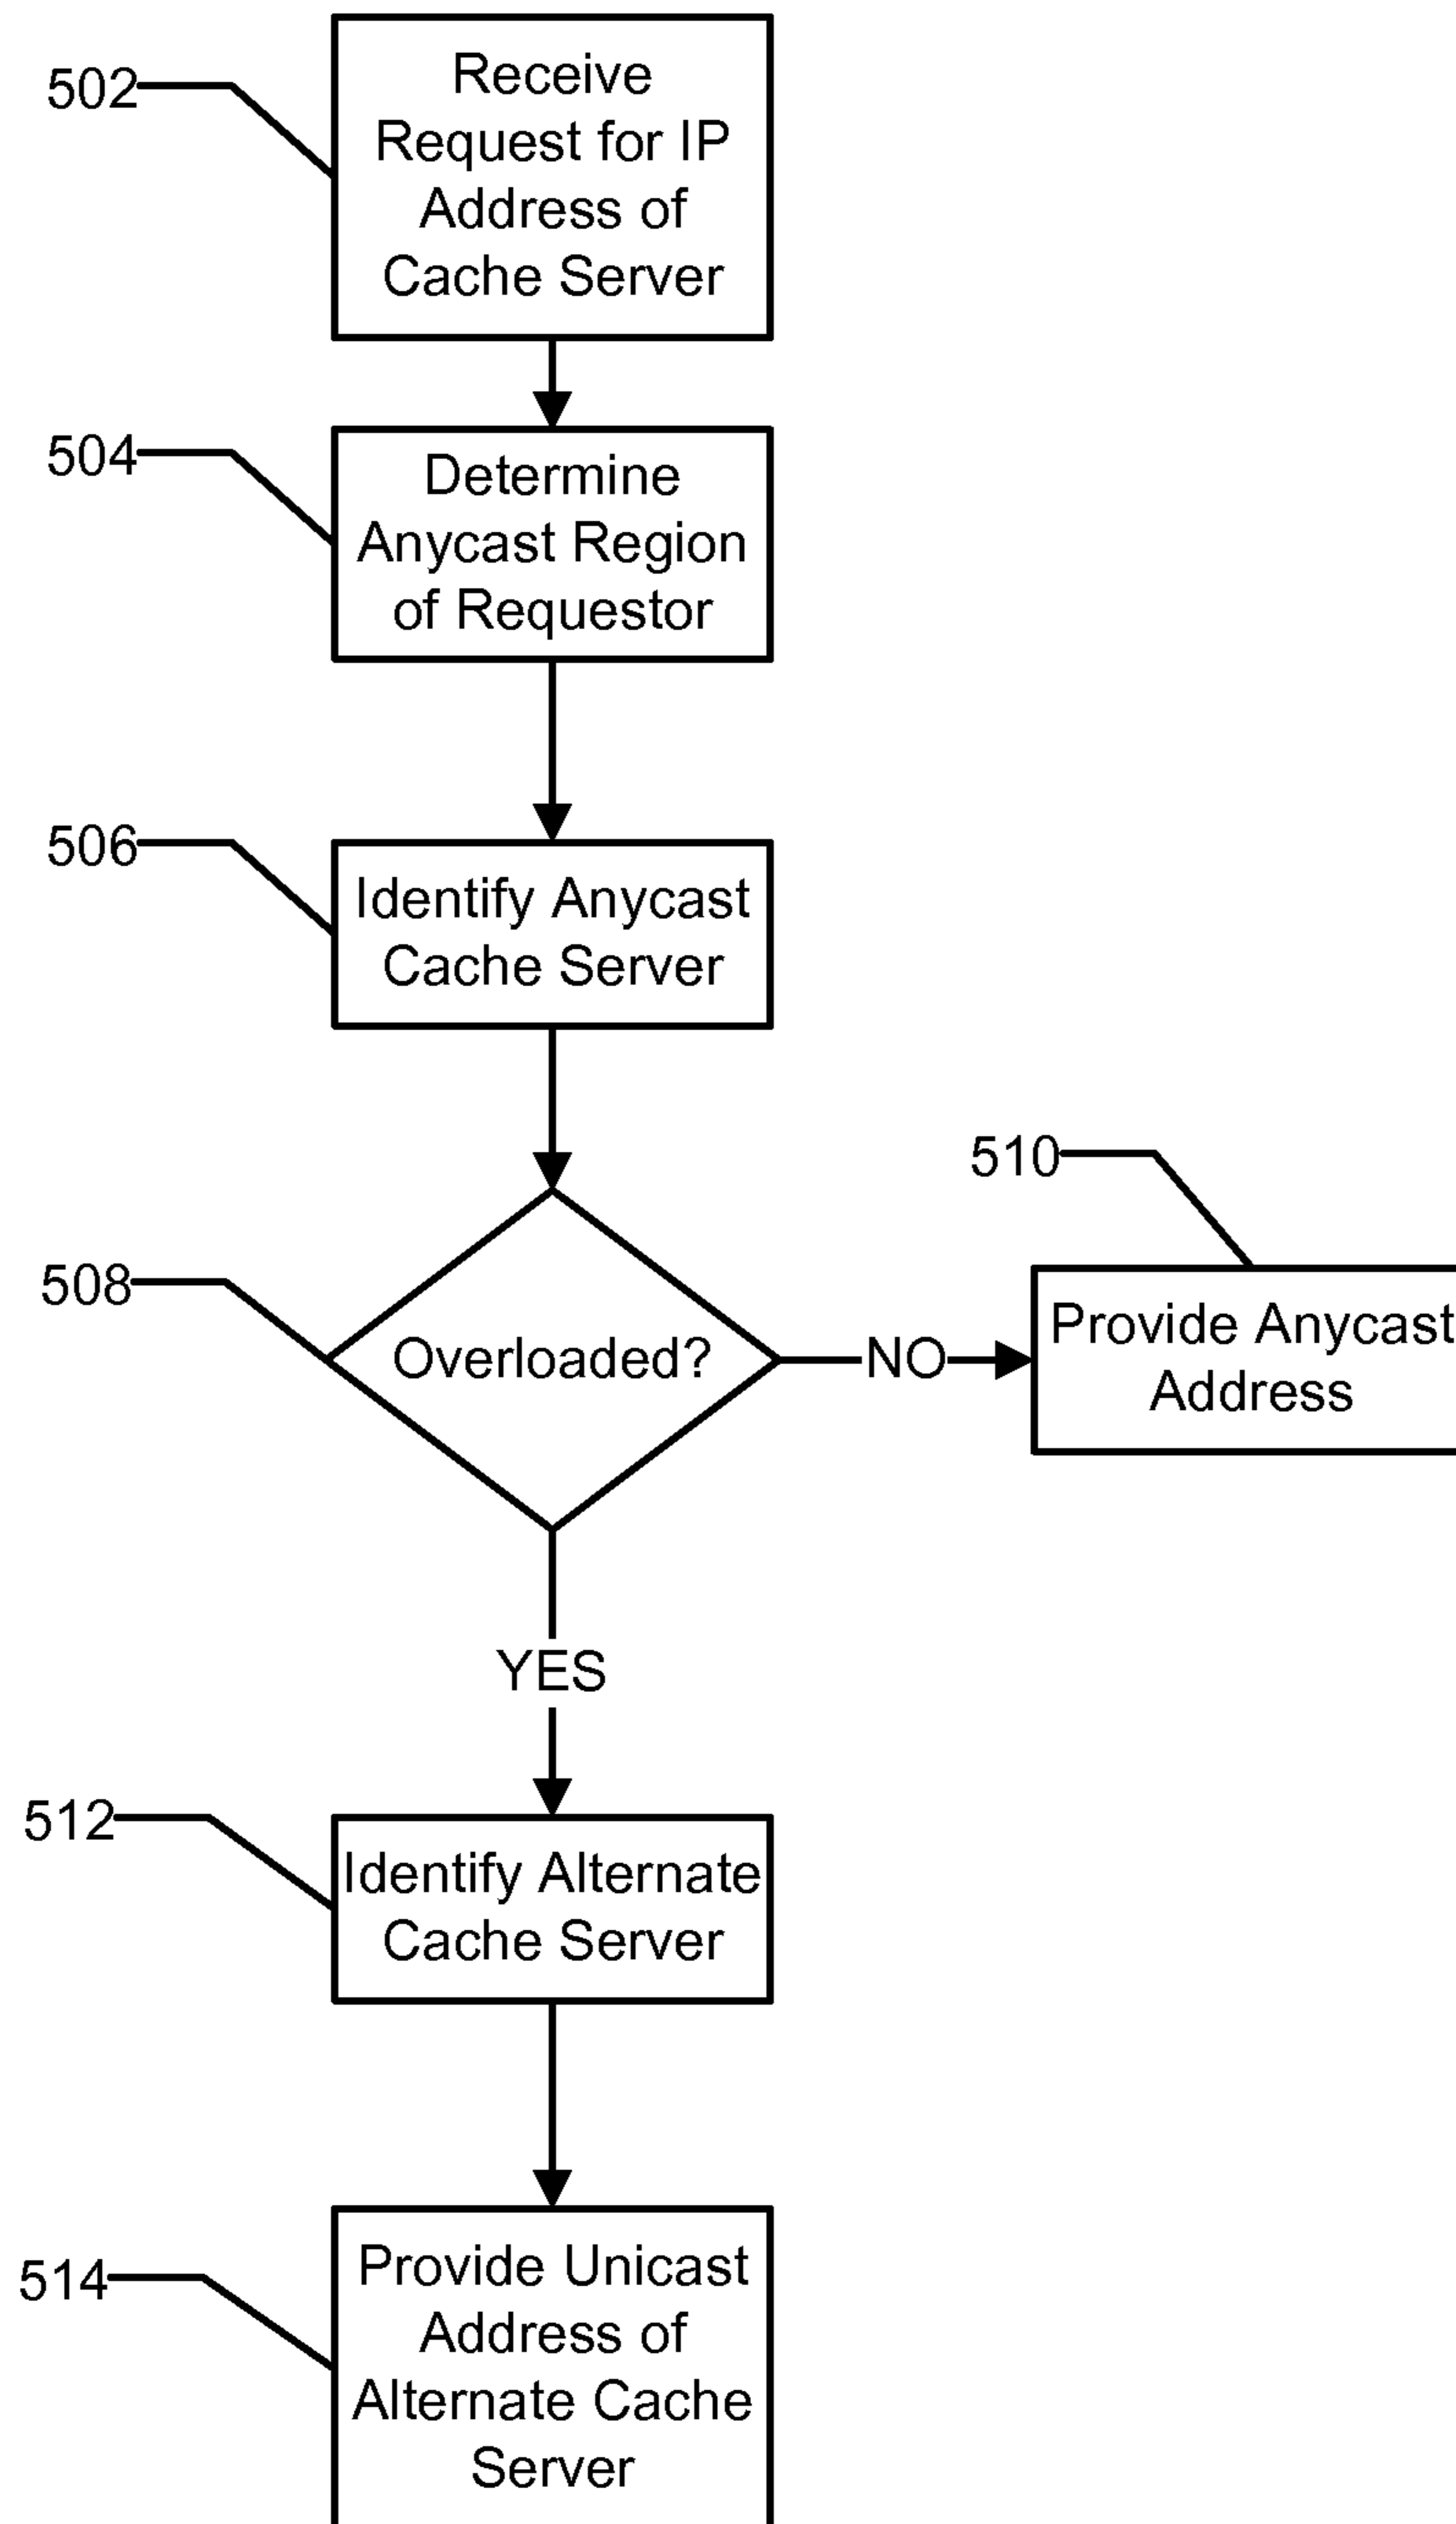 502
Receive
Request for IP
Address of
Cache Server
504
Determine
Anycast Region
of Requestor
506
Identify Anycast
Cache Server
508
Overloaded?
NO
510
Provide Anycast
Address
YES
512
Identify Alternate
Cache Server
514
Provide Unicast
Address of
Alternate Cache
Server